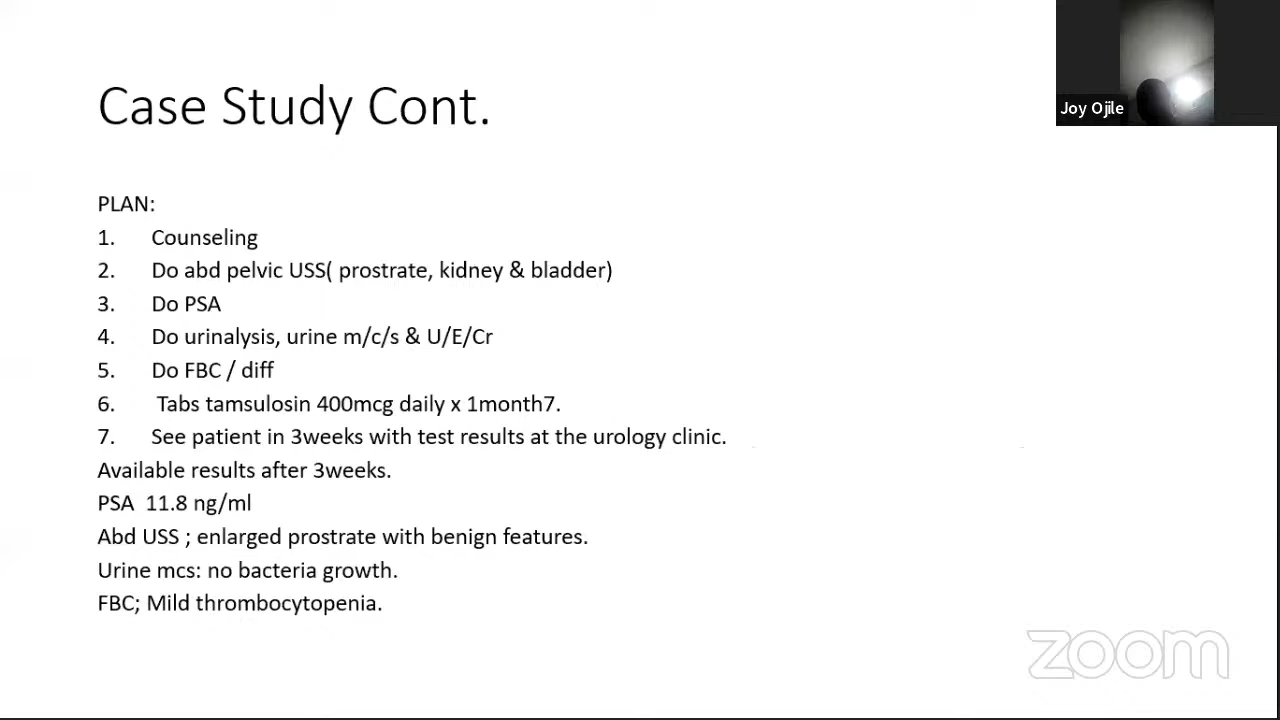 Case Study Cont.
Joy Ojile
PLAN:
1. Counseling
2. Do abd pelvic USS( prostrate, kidney & bladder)
3. Do PSA
4. Do urinalysis, urine m/c/s & U/E/Cr
5. Do FBC / diff
6. Tabs tamsulosin 400mcg daily x 1month7.
7. See patient in 3weeks with test results at the urology clinic.
Available results after 3weeks.
PSA 11.8 ng/ml
Abd USS ; enlarged prostrate with benign features.
Urine mcs: no bacteria growth.
FBC; Mild thrombocytopenia.
zoom